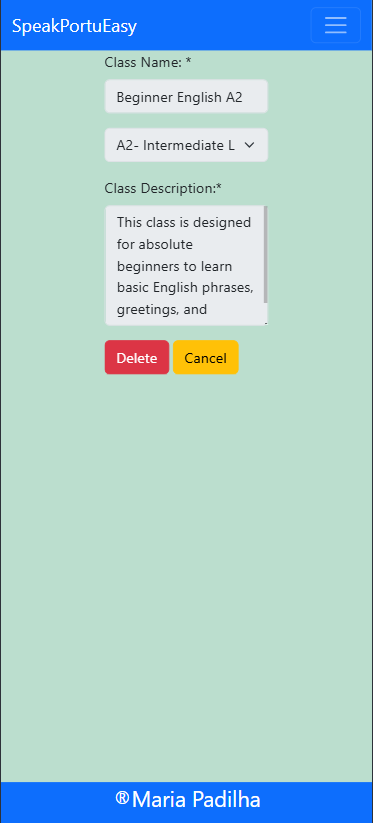 SpeakPortuEasy
Class Name: *
Beginner English A2
A2- Intermediate L
Class Description:*
This class is designed
for absolute
beginners to learn
basic English phrases,
greetings, and
Delete Cancel
®Maria Padilha